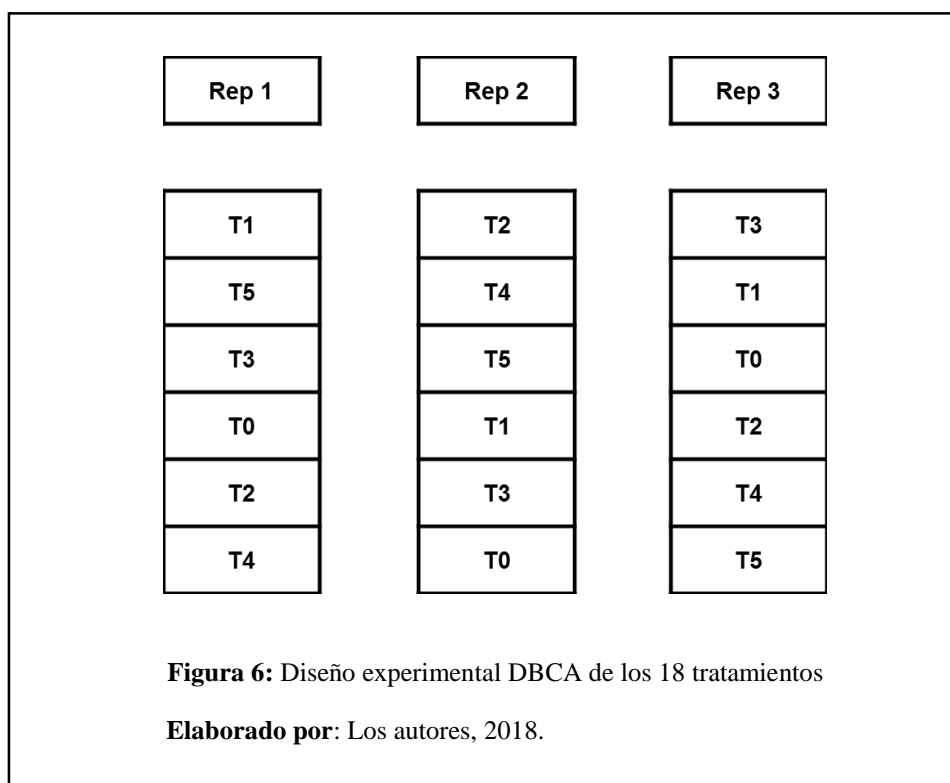 Rep 1 Rep 2 Rep 3
T1 T2 T3
T5 T4 T1
T3 T5 T0
T0 T1 T2
T2 T3 T4
T4 T0 T5
Figura 6: Diseño experimental DBCA de los 18 tratamientos
Elaborado por: Los autores, 2018.